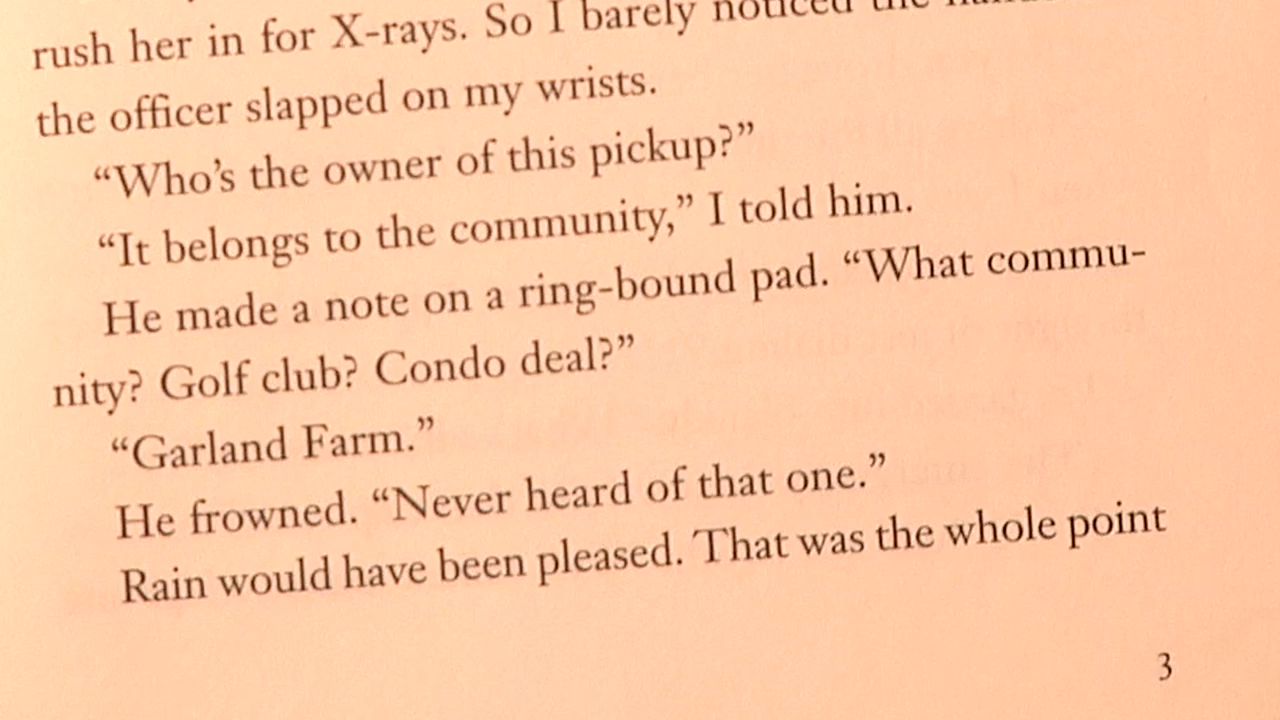 rush her in for X-rays. So I barely noticed the
the officer slapped on my wrists.
“Who’s the owner of this pickup?”
“It belongs to the community,” I told him.
He made a note on a ring-bound pad. “What commu-
nity? Golf club? Condo deal?”
“Garland Farm.”
He frowned. “Never heard of that one.”
Rain would have been pleased. That was the whole point
3